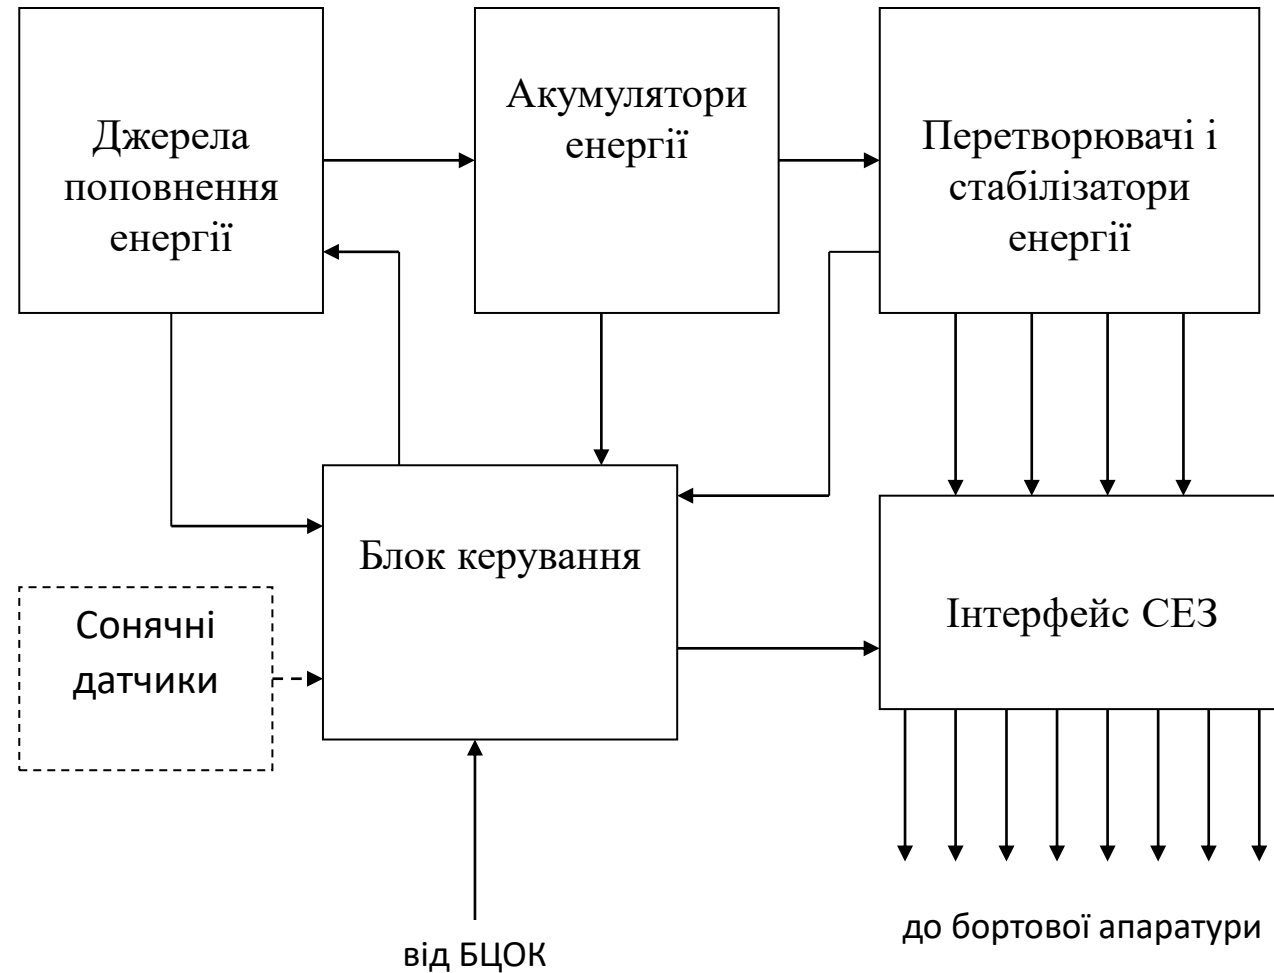 Джерела
поповнення
енергії
Акумулятори
енергії
Перетворювачі і
стабілізатори
енергії
Блок керування
Інтерфейс СЕЗ
Сонячні
датчики
від БЦОК
до бортової апаратури